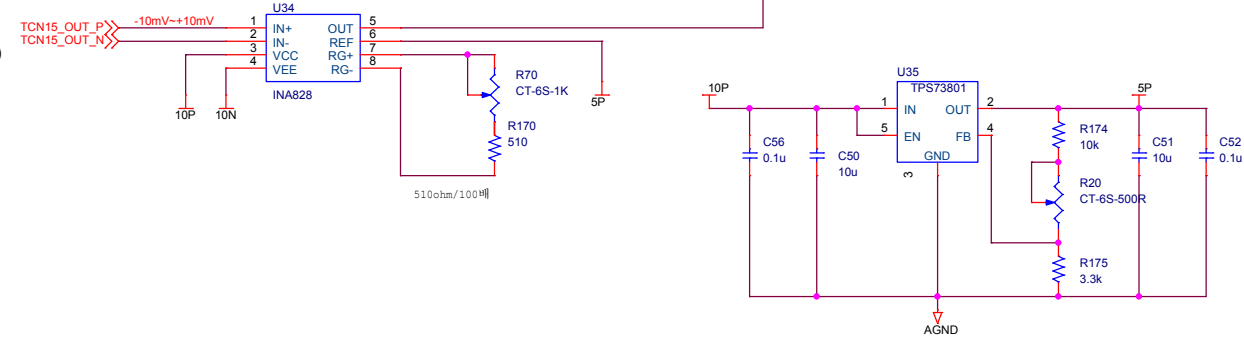 U34
TCN15_OUT_P
-10mV~+10mV
1
IN+
OUT
5
TCN15_OUT_N
2
IN-
REF
6
3
VCC
RG+
7
4
VEE
RG-
8
INA828
10P
10N
R70
CT-6S-1K
5P
R170
510
510ohm/100배
10P
U35
TPS73801
5P
1
IN
OUT
2
5
EN
FB
4
GND
3
C56
0.1u
C50
10u
R174
10k
C51
10u
C52
0.1u
R20
CT-6S-500R
R175
3.3k
AGND